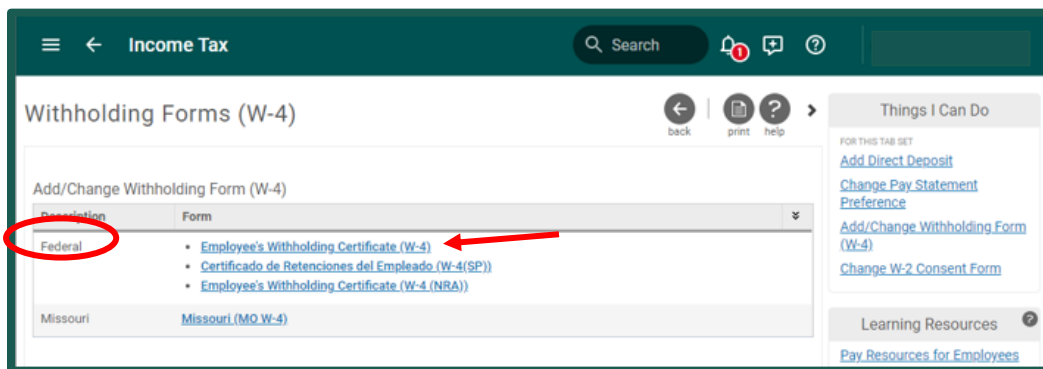 Income Tax
Search
1
Withholding Forms (W-4)
back
print
help
Add/Change Withholding Form (W-4)
Description Form
Federal
Employee's Withholding Certificate (W-4)
Certificado de Retenciones del Empleado (W-4(SP))
Employee's Withholding Certificate (W-4 (NRA))
Missouri Missouri (MO W-4)
Things I Can Do
FOR THIS TAB SET
Add Direct Deposit
Change Pay Statement
Preference
Add/Change Withholding Form
(W-4)
Change W-2 Consent Form
Learning Resources
Pay Resources for Employees